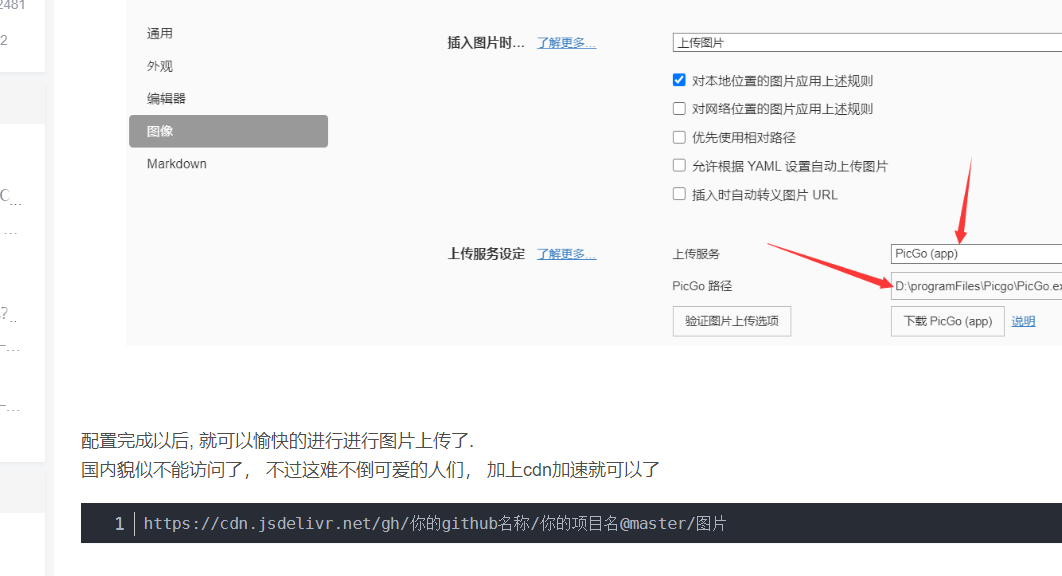 2481
2
通用
外观
编辑器
图像
Markdown
插入图片时... 了解更多... 上传图片
对本地位置的图片应用上述规则
对网络位置的图片应用上述规则
优先使用相对路径
允许根据 YAML 设置自动上传图片
插入时自动转义图片 URL
上传服务设定 了解更多... 上传服务 PicGo (app)
PicGo 路径 D:\programFiles\Picgo\PicGo.ex
验证图片上传选项 下载 PicGo (app) 说明
C...
...
?..
...
...
配置完成以后, 就可以愉快的进行进行图片上传了.
国内貌似不能访问了， 不过这难不倒可爱的人们， 加上cdn加速就可以了
1 https://cdn.jsdelivr.net/gh/你的github名称/你的项目名@master/图片